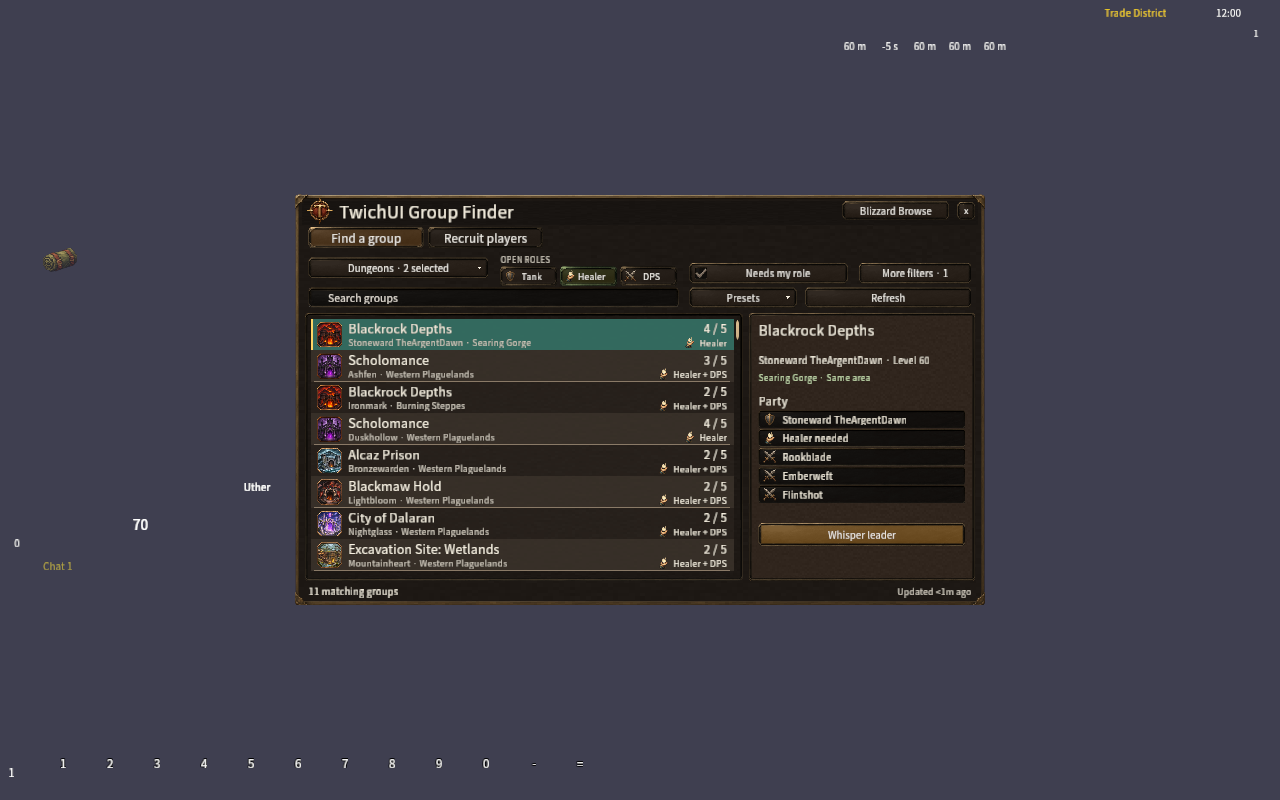 Trade District
12:00
1
60 m -5 s 60 m 60 m 60 m
TwichUI Group Finder
Blizzard Browse
x
Find a group
Recruit players
Dungeons · 2 selected
OPEN ROLES
Tank
Healer
DPS
Needs my role
More filters · 1
Search groups
Presets
Refresh
Blackrock Depths 4 / 5
Stoneward TheArgentDawn · Searing Gorge Healer
Scholomance 3 / 5
Ashfen · Western Plaguelands Healer + DPS
Blackrock Depths 2 / 5
Ironmark · Burning Steppes Healer + DPS
Scholomance 4 / 5
Duskhollow · Western Plaguelands Healer
Alcaz Prison 2 / 5
Bronzewarden · Western Plaguelands Healer + DPS
Blackmaw Hold 2 / 5
Lightbloom · Western Plaguelands Healer + DPS
City of Dalaran 2 / 5
Nightglass · Western Plaguelands Healer + DPS
Excavation Site: Wetlands 2 / 5
Mountainheart · Western Plaguelands Healer + DPS
11 matching groups
Blackrock Depths
Stoneward TheArgentDawn · Level 60
Searing Gorge · Same area
Party
Stoneward TheArgentDawn
Healer needed
Rookblade
Emberweft
Flintshot
Whisper leader
Updated <1m ago
Uther
70
0
Chat 1
1 2 3 4 5 6 7 8 9 0 - =
1